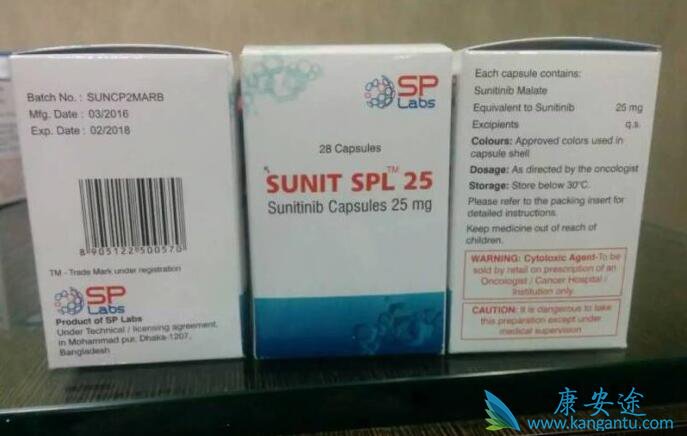 Batch No. : SUNCP2MARB
Mfg. Date : 03/2016
Exp. Date : 02/2018
8 905122 500570
TM - Trade Mark under registration
SP
Labs
Product of SP Labs
Under Technical / licensing agreement,
in Mohammad pur, Dhaka-1207,
Bangladesh
SP
Labs
28 Capsules
SUNIT SPL™ 25
Sunitinib Capsules 25 mg
Each capsule contains:
Sunitinib Malate
Equivalent to Sunitinib 25 mg
Excipients q.s.
Colours: Approved colors used in
capsule shell
Dosage: As directed by the oncologist
Storage: Store below 30°C.
Please refer to the packing insert for
detailed instructions.
Keep medicine out of reach of
children.
WARNING: Cytoloxic Agent-To be
sold by retail on prescription of an
Oncologist / Cancer Hospital /
Institution only
CAUTION: It is dangerous to take
this preparation except under
medical supervision
康安途
www.kangantu.com